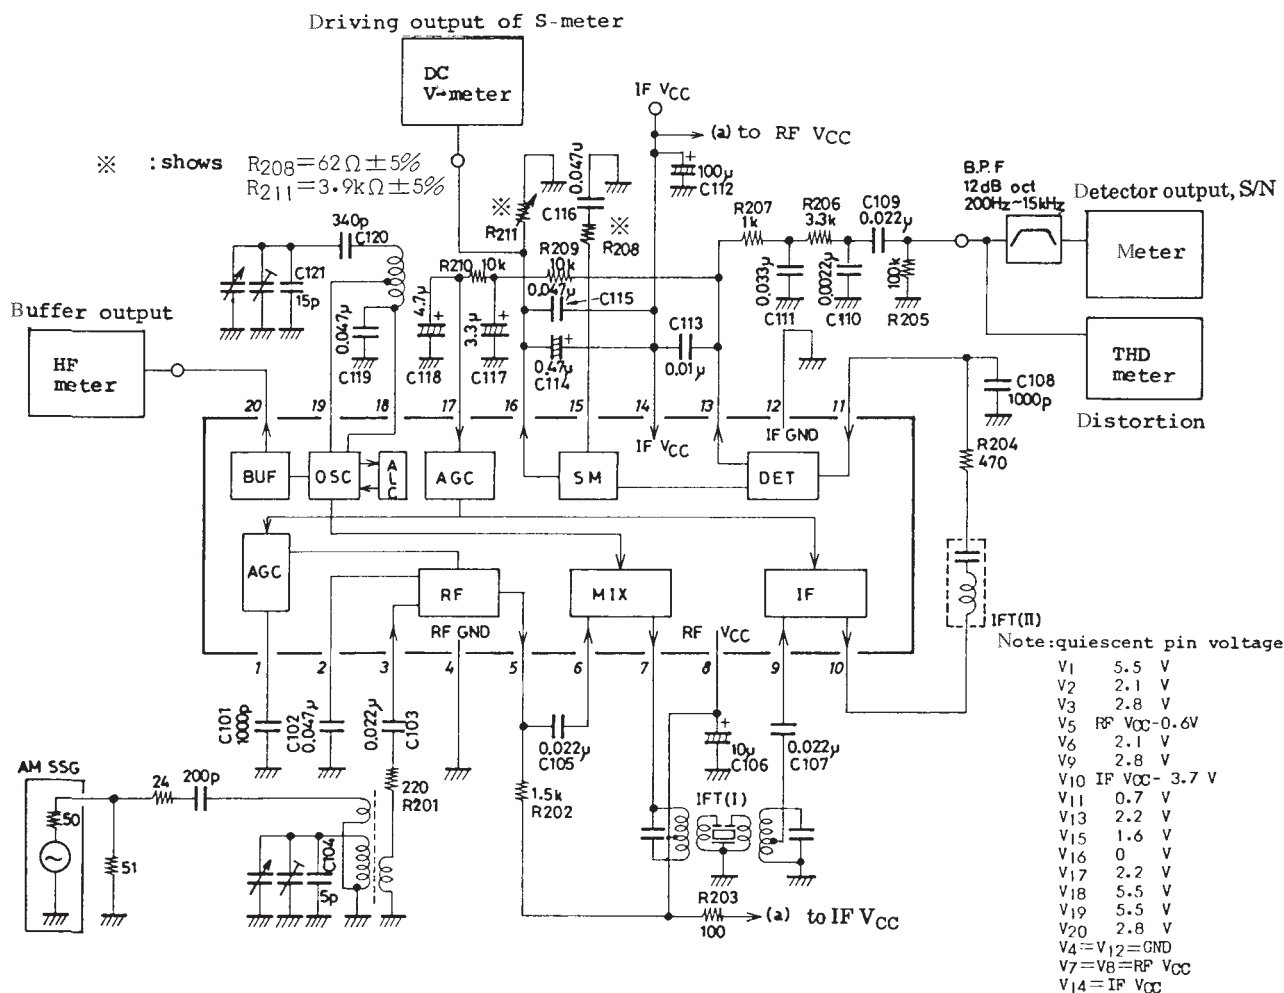 Driving output of S-meter
DC
V-meter
IF VCC
(a) to RF VCC
※ : shows R208=62Ω±5%
R211=3.9kΩ±5%
100μ
C112
B.P.F
12dB oct
200Hz~15kHz
Detector output, S/N
Meter
THD
meter
Distortion
340p
C120
C121
15p
0.047μ
C119
※
R211
0.047μ
C116
※
R208
R210
10k
R209
10k
0.047μ
C115
4.7μ
C118
3.3μ
C117
0.47μ
C114
C113
0.01μ
R207
1k
R206
3.3k
C109
0.022μ
0.033μ
C111
0.0022μ
C110
100k
R205
Buffer output
HF
meter
C108
1000p
R204
470
20 19 18 17 16 15 14 13 12 11
IF VCC
IF GND
BUF
OSC
ALC
AGC
SM
DET
AGC
RF
MIX
IF
RF GND
RF VCC
1 2 3 4 5 6 7 8 9 10
IFT(II)
C101
1000p
C102
0.047μ
0.022μ
C103
0.022μ
C105
10μ
C106
0.022μ
C107
AM SSG
50
51
24
200p
220
R201
C104
5p
1.5k
R202
IFT(I)
R203
100
(a) to IF VCC
Note:quiescent pin voltage
V1 5.5 V
V2 2.1 V
V3 2.8 V
V5 RF VCC-0.6V
V6 2.1 V
V9 2.8 V
V10 IF VCC- 3.7 V
V11 0.7 V
V13 2.2 V
V15 1.6 V
V16 0 V
V17 2.2 V
V18 5.5 V
V19 5.5 V
V20 2.8 V
V4=V12=GND
V7=V8=RF VCC
V14=IF VCC